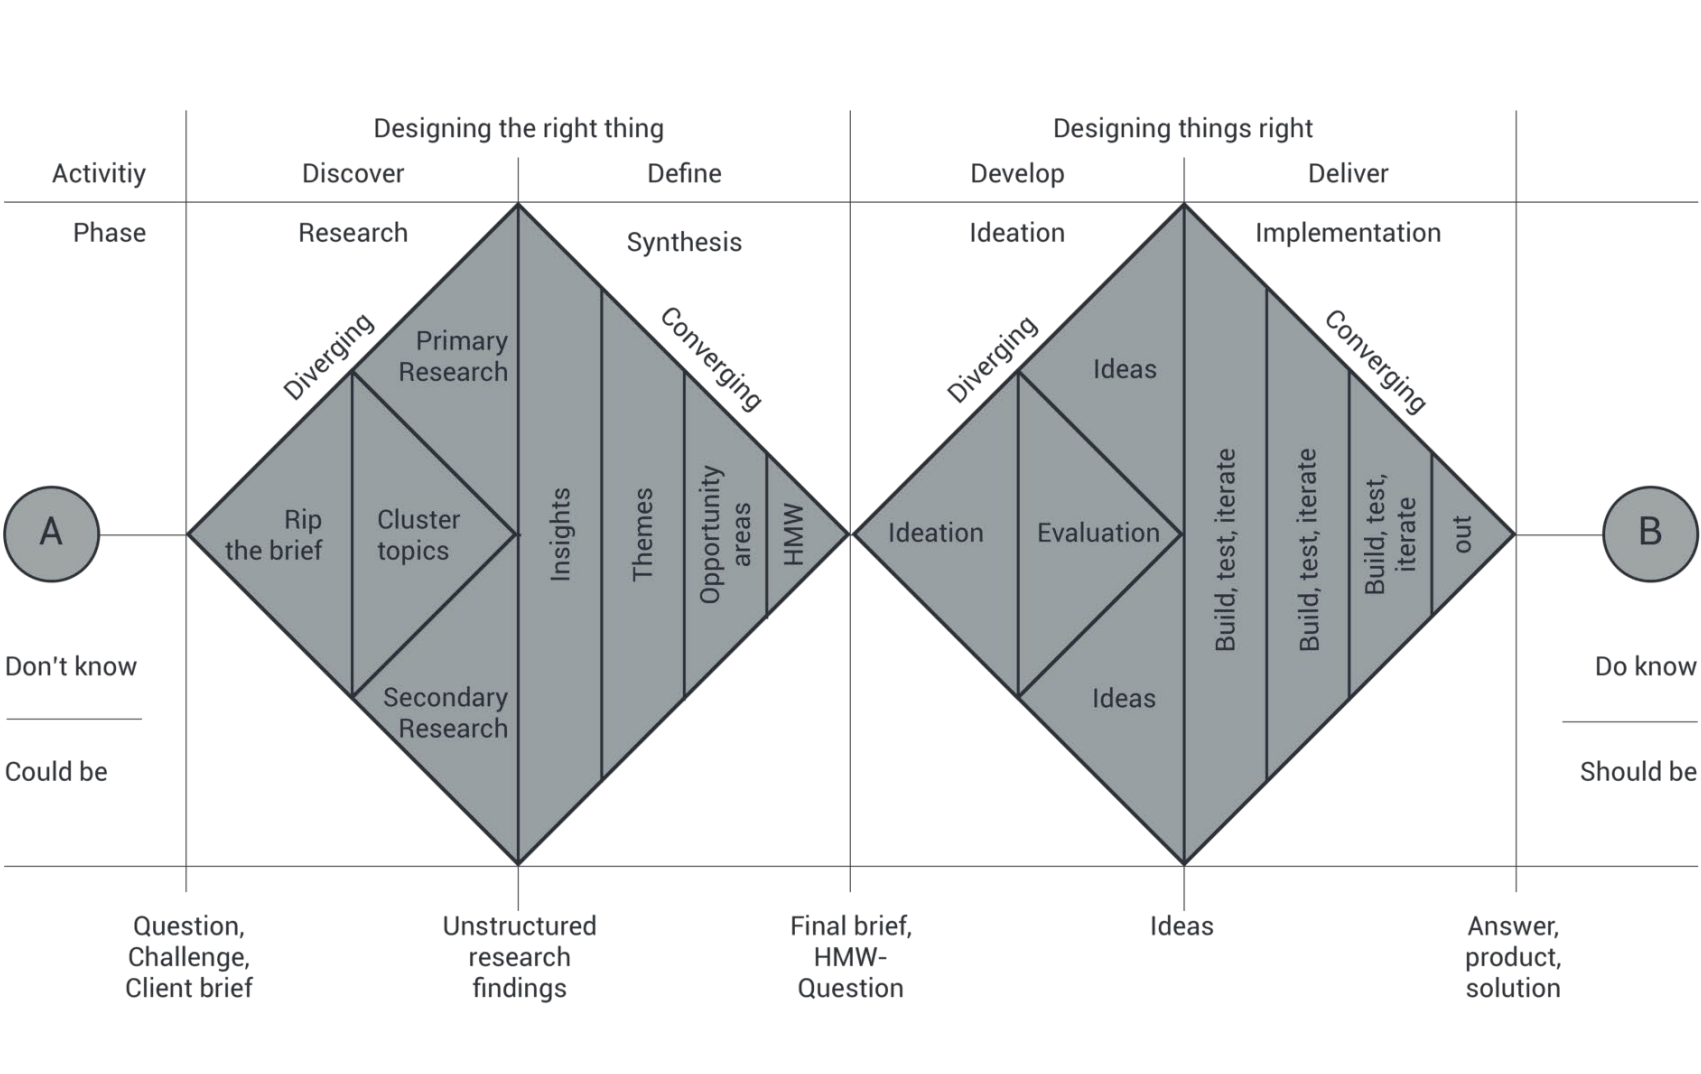 Designing the right thing
Designing things right
Activitiy
Discover
Define
Develop
Deliver
Phase
Research
Synthesis
Ideation
Implementation
Diverging
Converging
Diverging
Converging
Primary
Research
Ideas
A
Rip
the brief
Cluster
topics
Insights
Themes
Opportunity
areas
HMW
Ideation
Evaluation
Build, test, iterate
Build, test, iterate
Build, test,
iterate
out
B
Don't know
Do know
Secondary
Research
Ideas
Could be
Should be
Question,
Challenge,
Client brief
Unstructured
research
findings
Final brief,
HMW-
Question
Ideas
Answer,
product,
solution